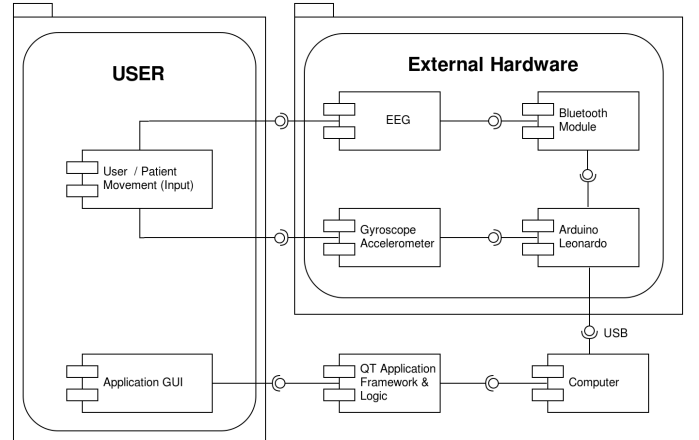 USER
External Hardware
EEG
Bluetooth
Module
User / Patient
Movement (Input)
Gyroscope
Accelerometer
Arduino
Leonardo
USB
Application GUI
QT Application
Framework &
Logic
Computer